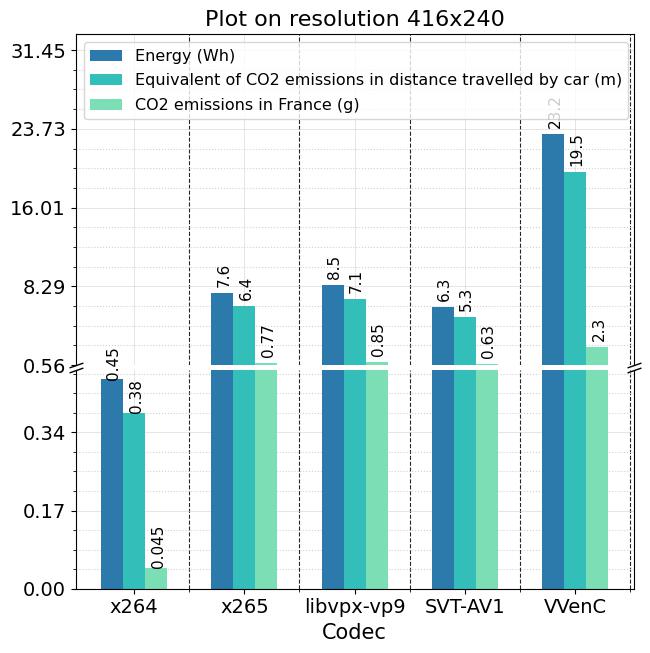 Plot on resolution 416x240
Energy (Wh)
Equivalent of CO2 emissions in distance travelled by car (m)
CO2 emissions in France (g)
31.45
23.73
16.01
8.29
0.56
0.34
0.17
0.00
0.45
0.38
0.045
7.6
6.4
0.77
8.5
7.1
0.85
6.3
5.3
0.63
23.2
19.5
2.3
x264
x265
libvpx-vp9
SVT-AV1
VVenC
Codec